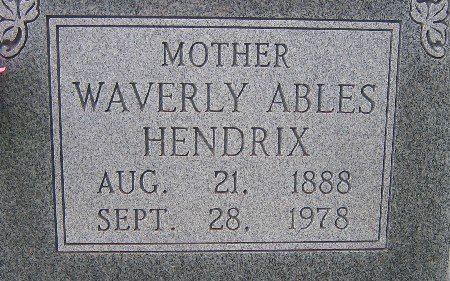 MOTHER
WAVERLY ABLES
HENDRIX
AUG. 21. 1888
SEPT. 28, 1978